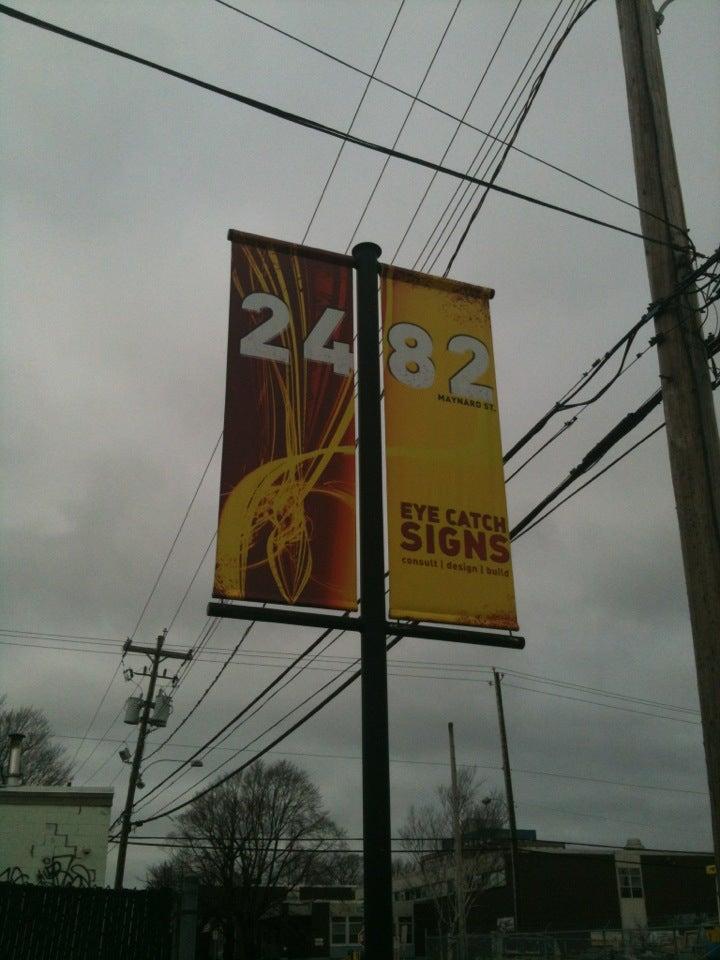 2482
MAYNARD ST.
EYE CATCH
SIGNS
consult | design | build